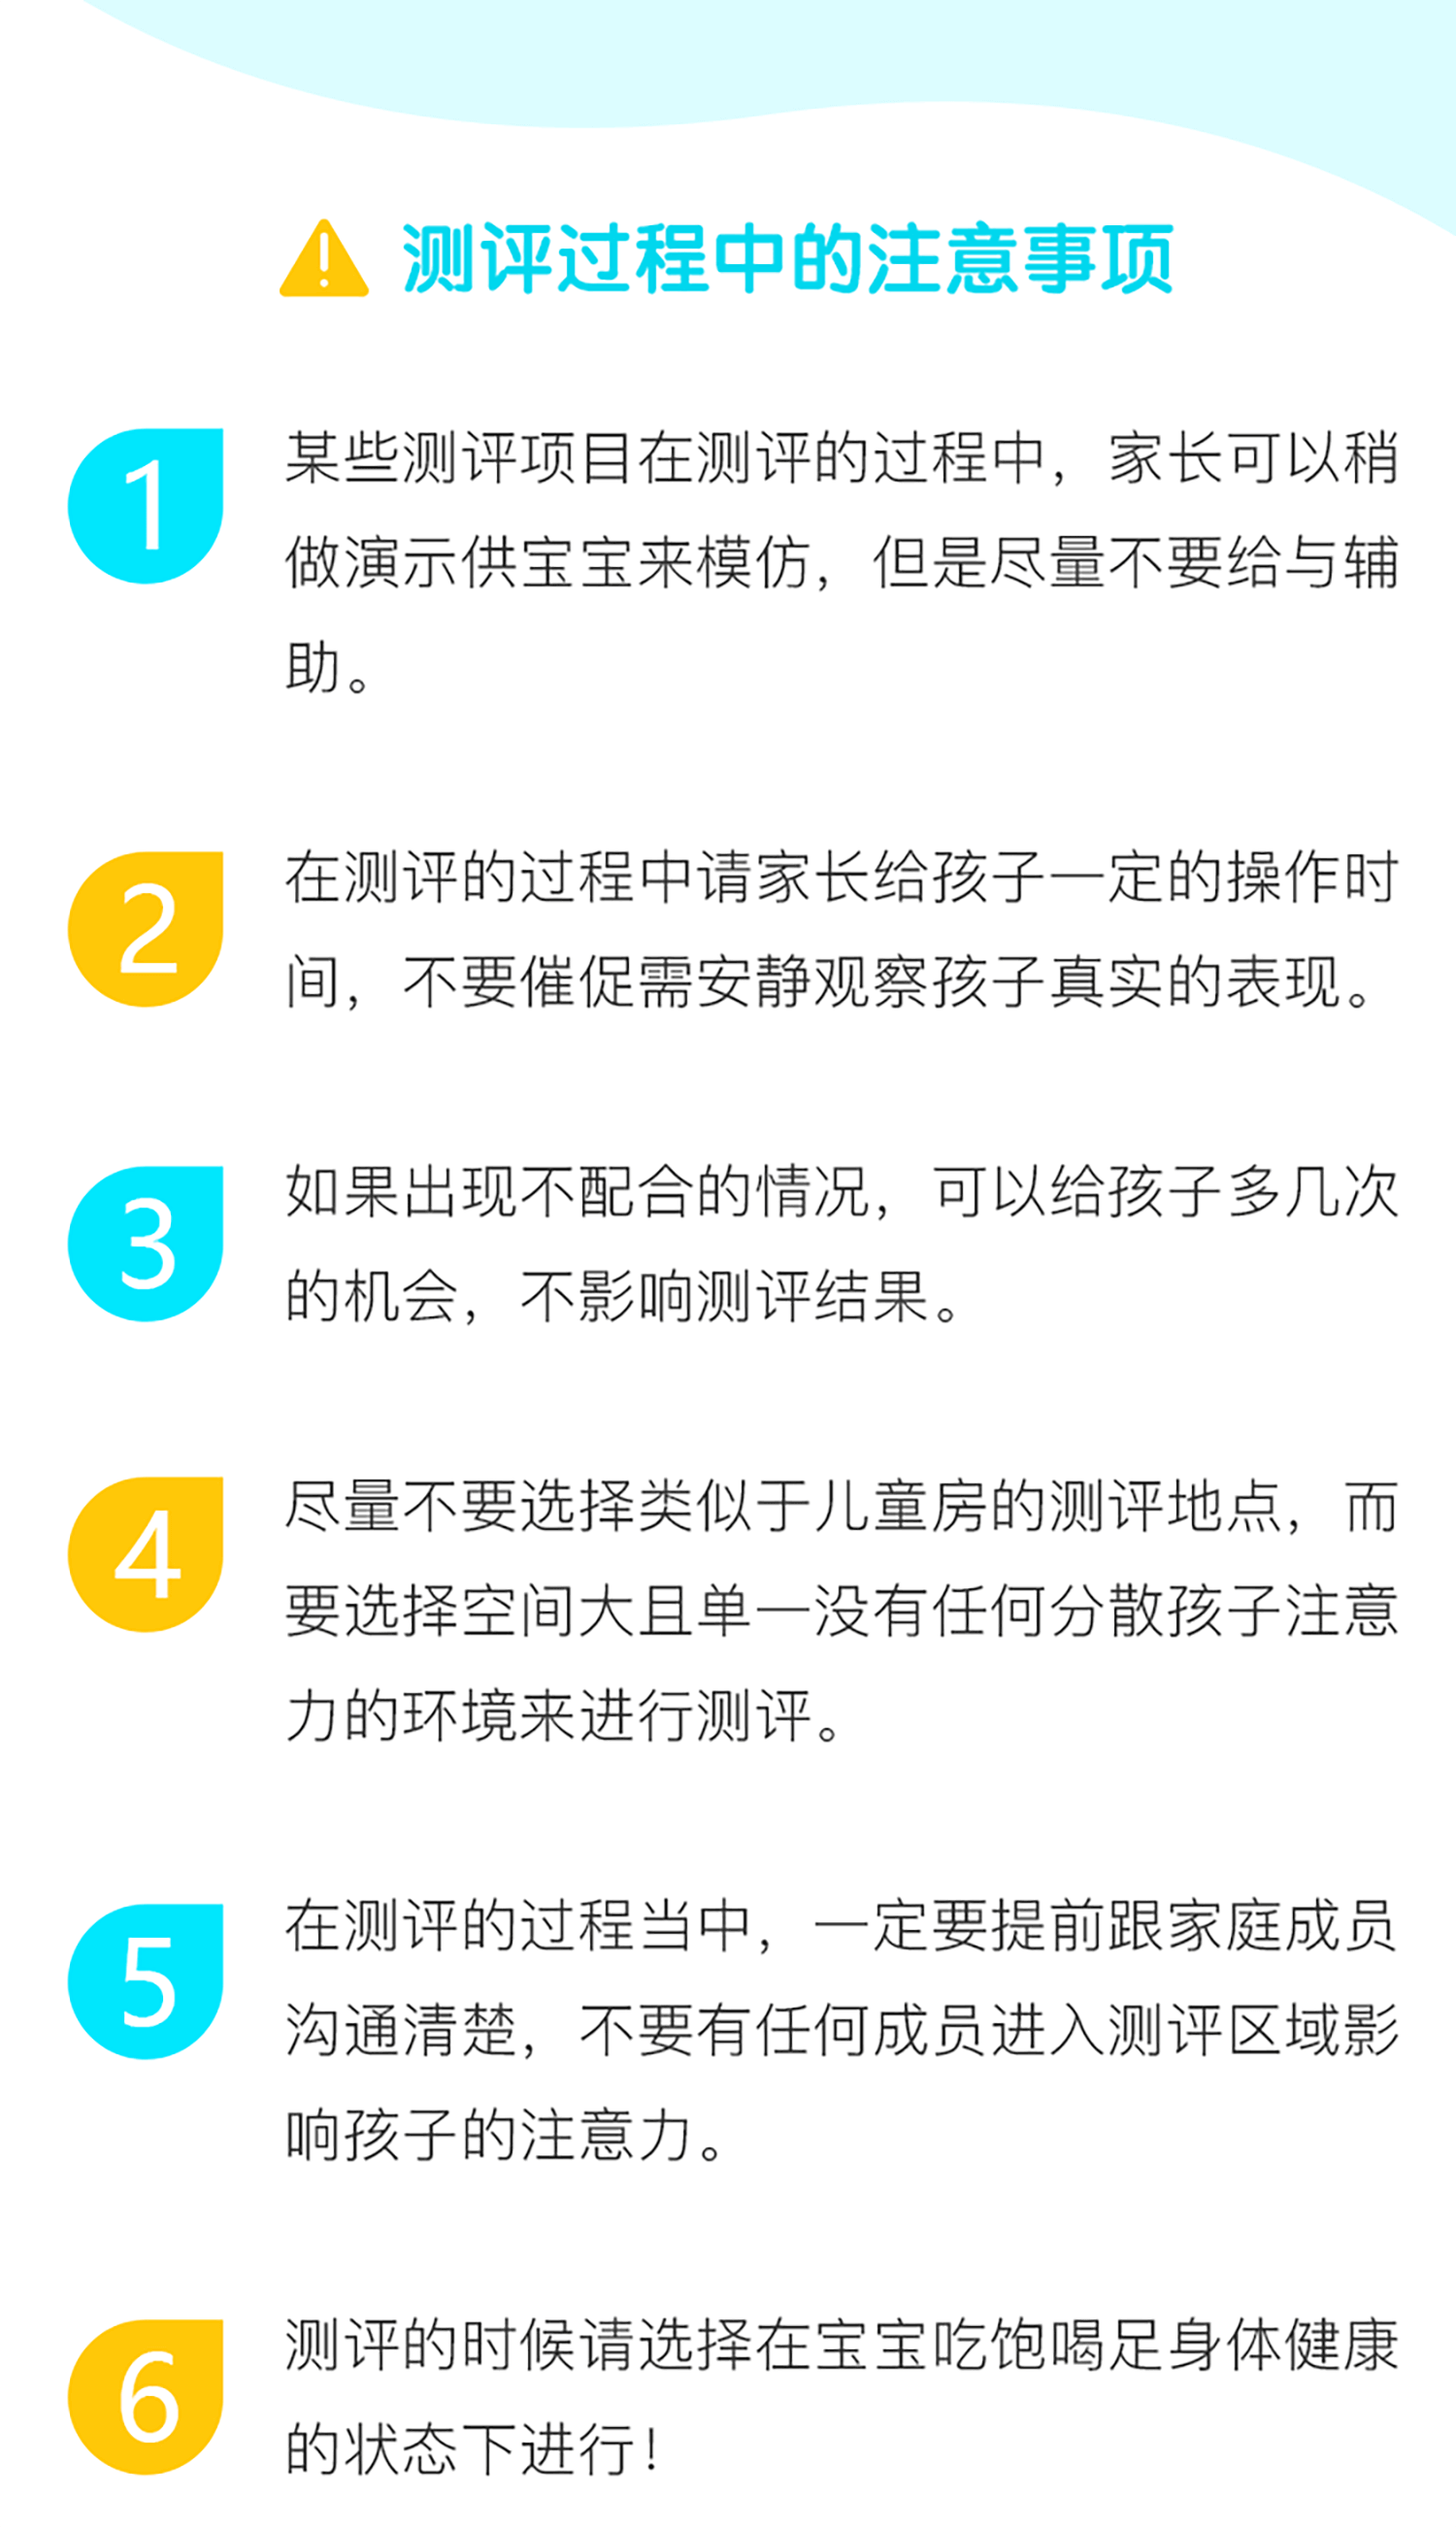 测评过程中的注意事项
1
某些测评项目在测评的过程中，家长可以稍
做演示供宝宝来模仿，但是尽量不要给与辅
助。
2
在测评的过程中请家长给孩子一定的操作时
间，不要催促需安静观察孩子真实的表现。
3
如果出现不配合的情况，可以给孩子多几次
的机会，不影响测评结果。
4
尽量不要选择类似于儿童房的测评地点，而
要选择空间大且单一没有任何分散孩子注意
力的环境来进行测评。
5
在测评的过程当中，一定要提前跟家庭成员
沟通清楚，不要有任何成员进入测评区域影
响孩子的注意力。
6
测评的时候请选择在宝宝吃饱喝足身体健康
的状态下进行！